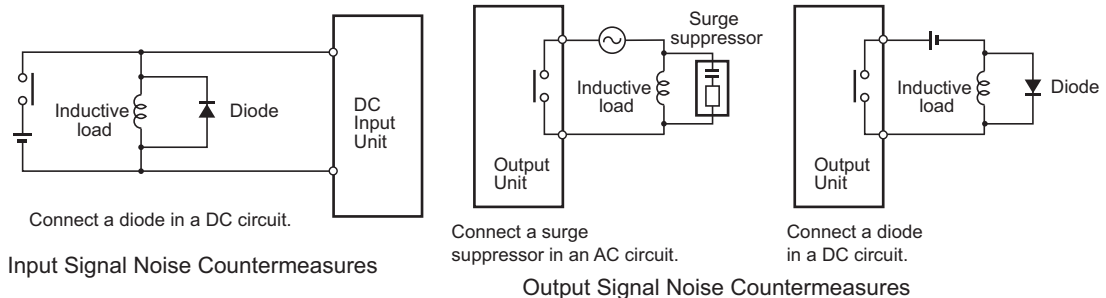 Inductive
load
Diode
DC
Input
Unit
Connect a diode in a DC circuit.
Input Signal Noise Countermeasures
Surge
suppressor
Inductive
load
Output
Unit
Connect a surge
suppressor in an AC circuit.
Inductive
load
Diode
Output
Unit
Connect a diode
in a DC circuit.
Output Signal Noise Countermeasures